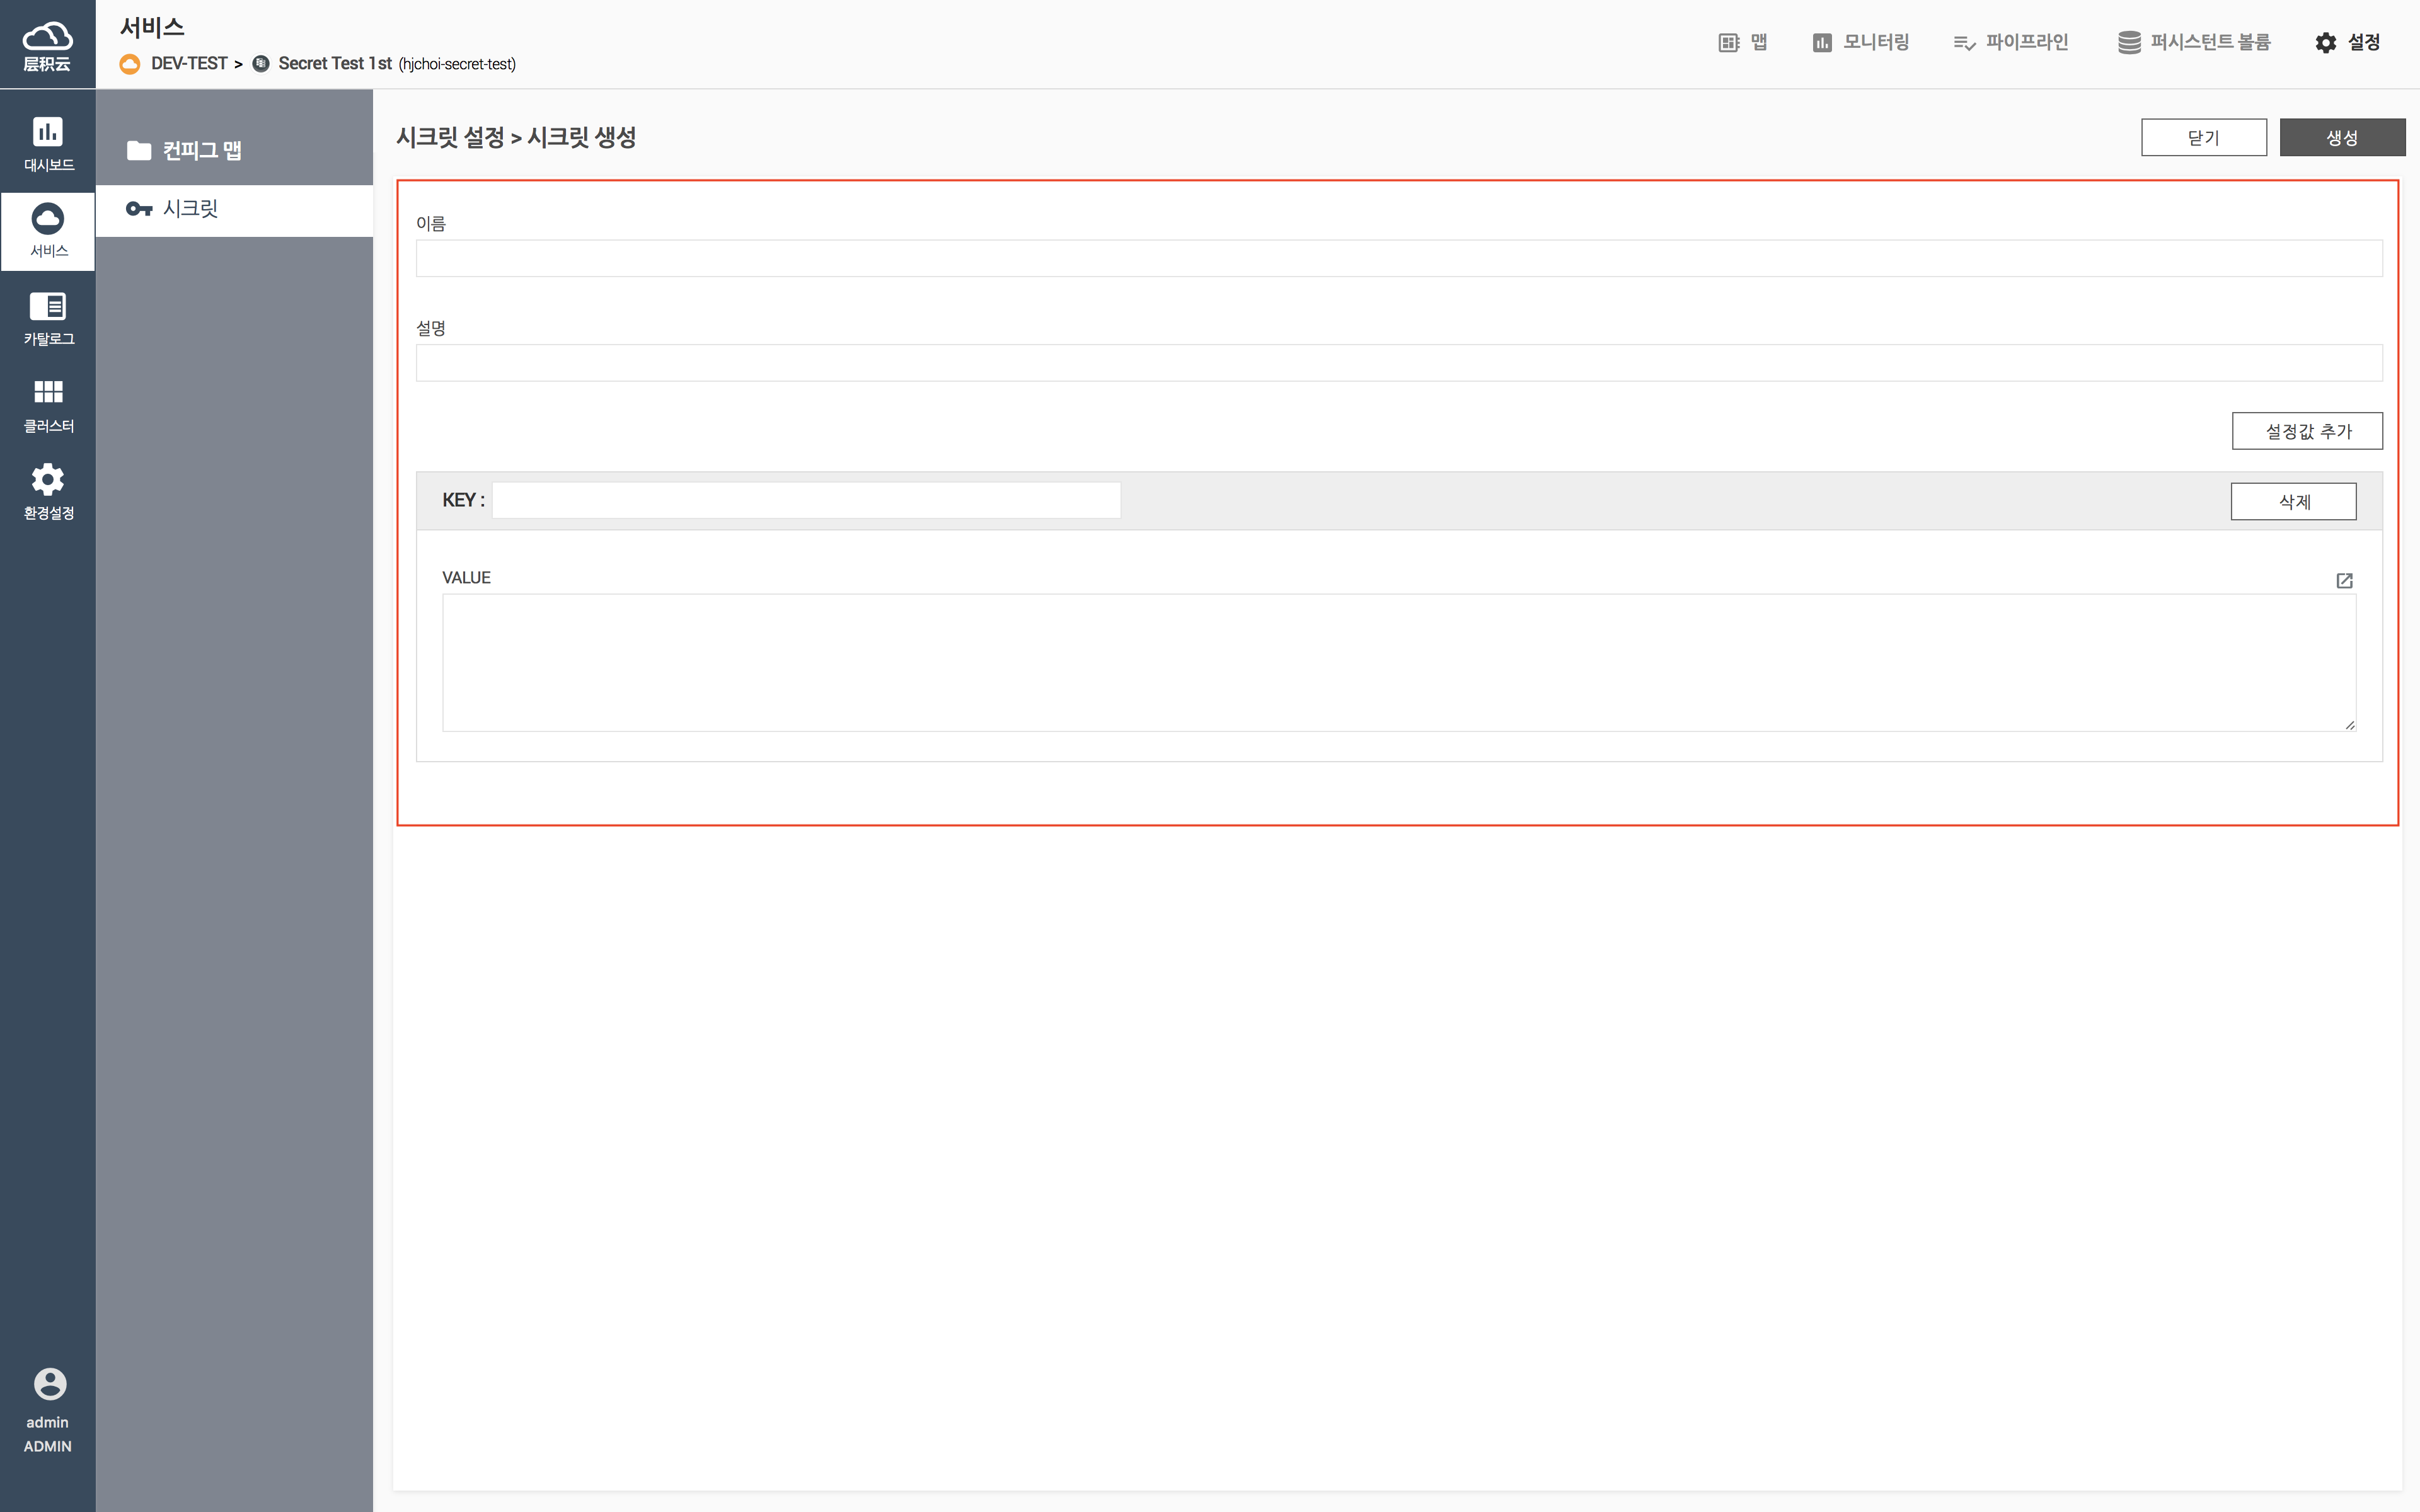 层积云
서비스
DEV-TEST > Secret Test 1st (hjchoi-secret-test)
맵
모니터링
파이프라인
퍼시스턴트 볼륨
설정
대시보드
서비스
카탈로그
클러스터
환경설정
admin
ADMIN
컨피그 맵
시크릿
시크릿 설정 > 시크릿 생성
닫기
생성
이름
설명
설정값 추가
KEY :
삭제
VALUE